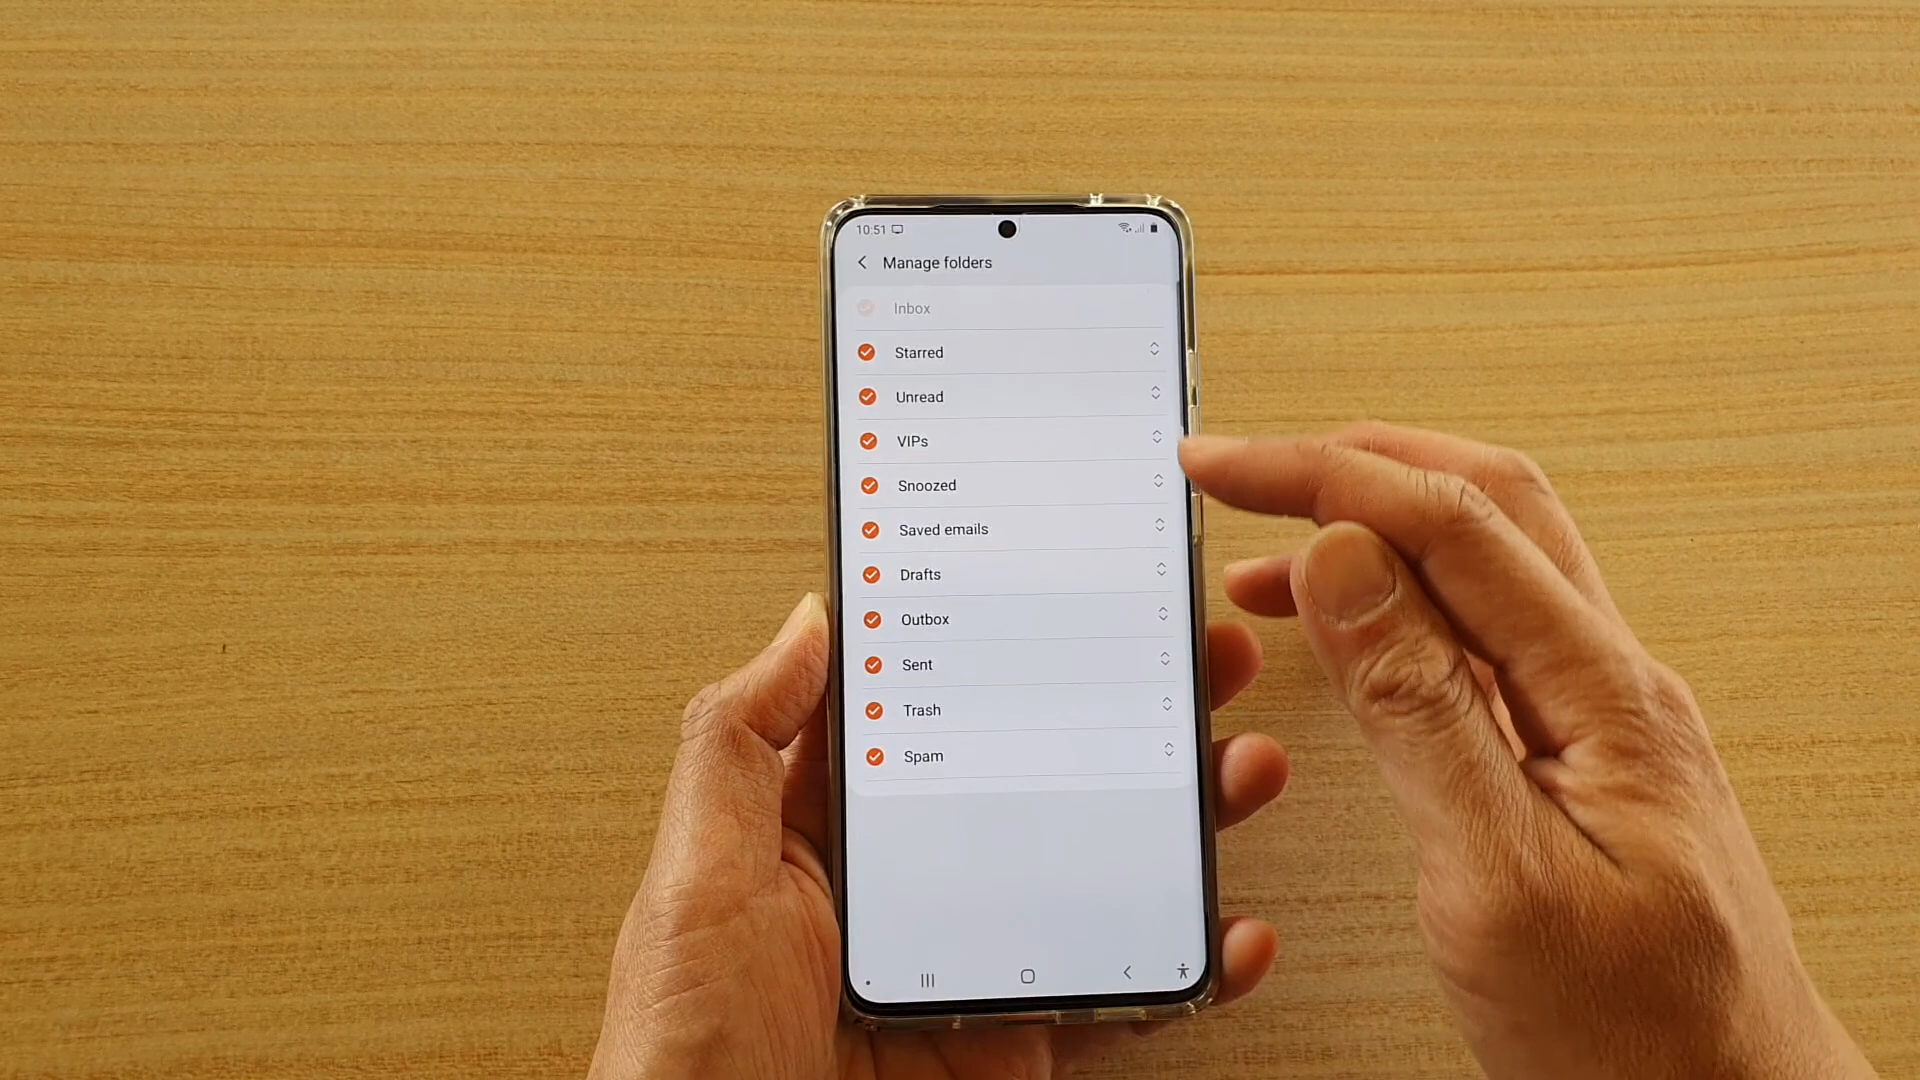 10:51
Manage folders
Inbox
Starred
Unread
VIPs
Snoozed
Saved emails
Drafts
Outbox
Sent
Trash
Spam